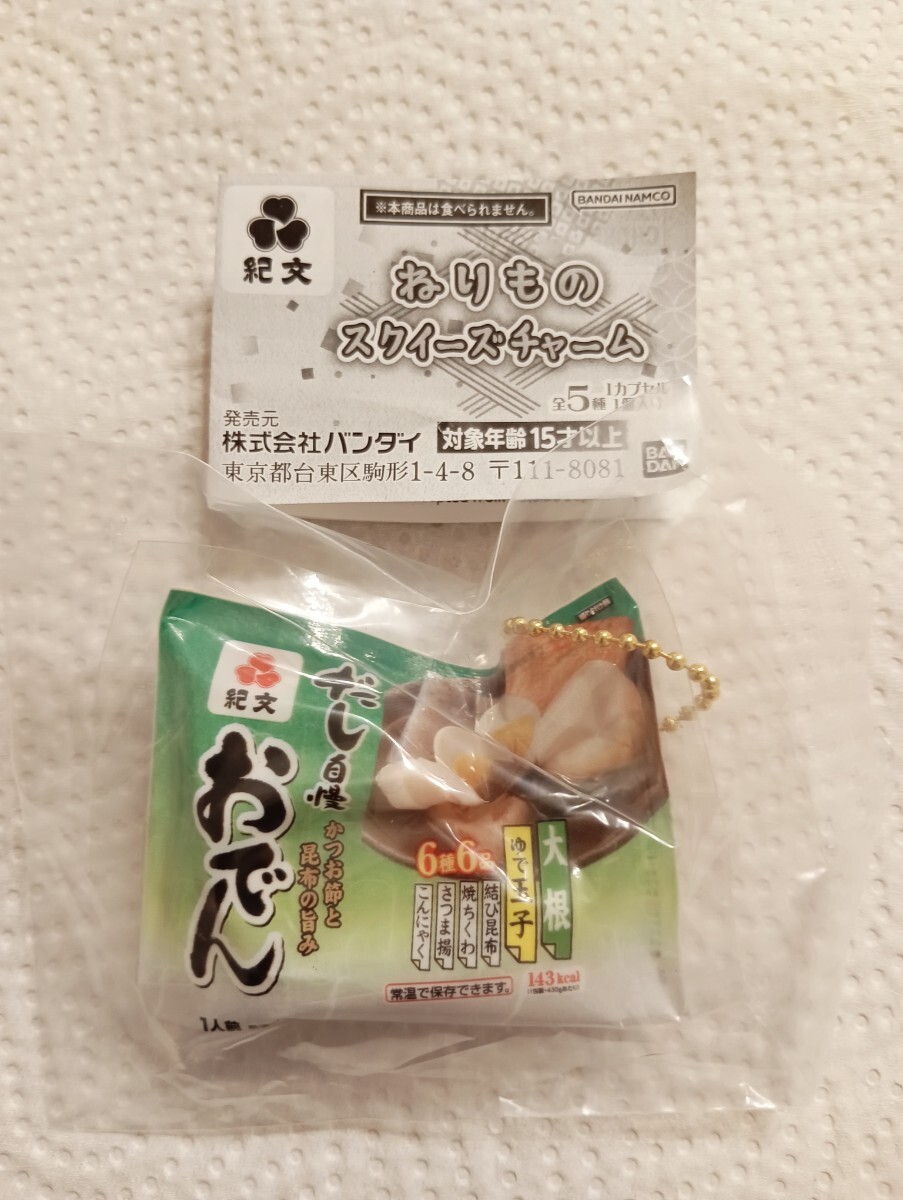 ※本商品は食べられません。
BANDAI NAMCO
紀文
ねりもの
スクイーズチャーム
全5種
1カプセル
発売元
株式会社バンダイ
対象年齢15才以上
東京都台東区駒形1-4-8 〒111-8081
BANDAI
紀文
だし自慢
おでん
かつお節と
昆布の旨み
6種6品
大根
ゆで玉子
結び昆布
焼ちくわ
さつま揚
こんにゃく
143kcal
常温で保存できます。
1人前